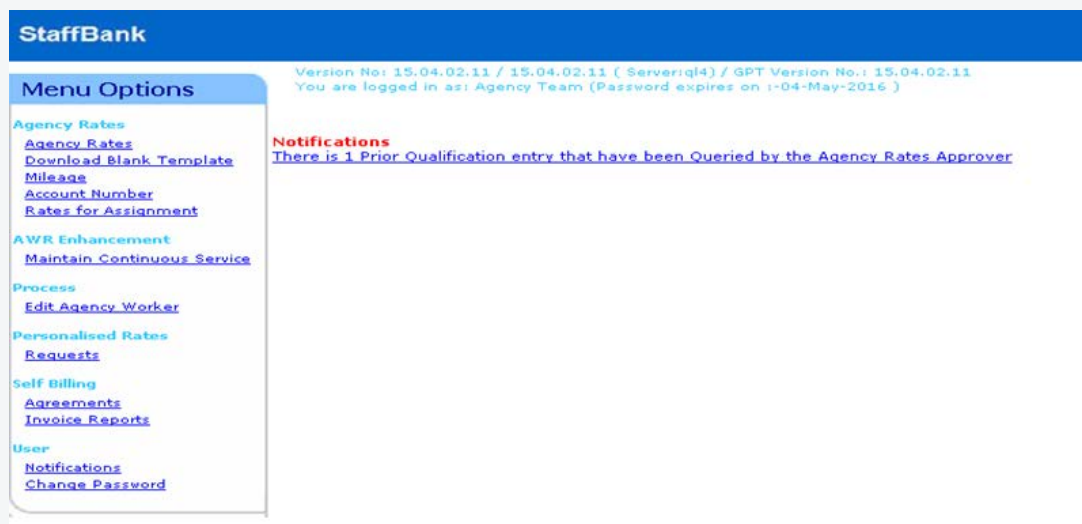 StaffBank
Menu Options
Agency Rates
Agency Rates
Download Blank Template
Mileage
Account Number
Rates for Assignment
AWR Enhancement
Maintain Continuous Service
Process
Edit Agency Worker
Personalised Rates
Requests
Self Billing
Agreements
Invoice Reports
User
Notifications
Change Password
Version No: 15.04.02.11 / 15.04.02.11 ( Server:ql4) / GPT Version No.: 15.04.02.11
You are logged in as: Agency Team (Password expires on :-04-May-2016 )
Notifications
There is 1 Prior Qualification entry that have been Queried by the Agency Rates Approver